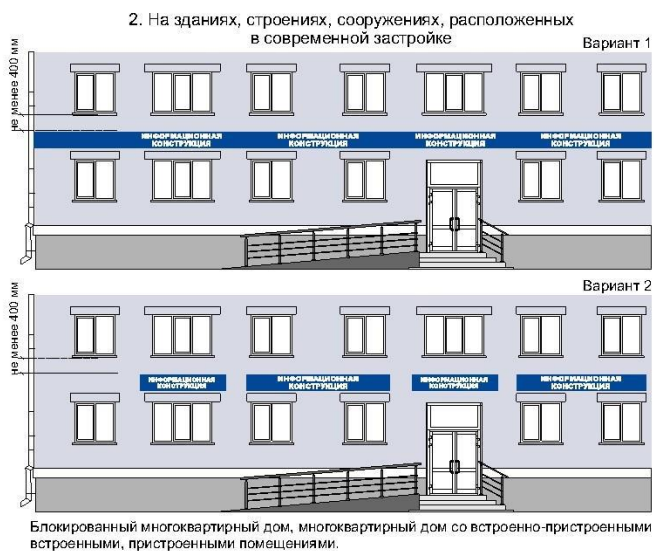 2. На зданиях, строениях, сооружениях, расположенных
в современной застройке
Вариант 1
не менее 400 мм
ИНФОРМАЦИОННАЯ
КОНСТРУКЦИЯ
ИНФОРМАЦИОННАЯ
КОНСТРУКЦИЯ
ИНФОРМАЦИОННАЯ
КОНСТРУКЦИЯ
ИНФОРМАЦИОННАЯ
КОНСТРУКЦИЯ
Вариант 2
не менее 400 мм
ИНФОРМАЦИОННАЯ
КОНСТРУКЦИЯ
ИНФОРМАЦИОННАЯ
КОНСТРУКЦИЯ
ИНФОРМАЦИОННАЯ
КОНСТРУКЦИЯ
ИНФОРМАЦИОННАЯ
КОНСТРУКЦИЯ
Блокированный многоквартирный дом, многоквартирный дом со встроенно-пристроенными
встроенными, пристроенными помещениями.